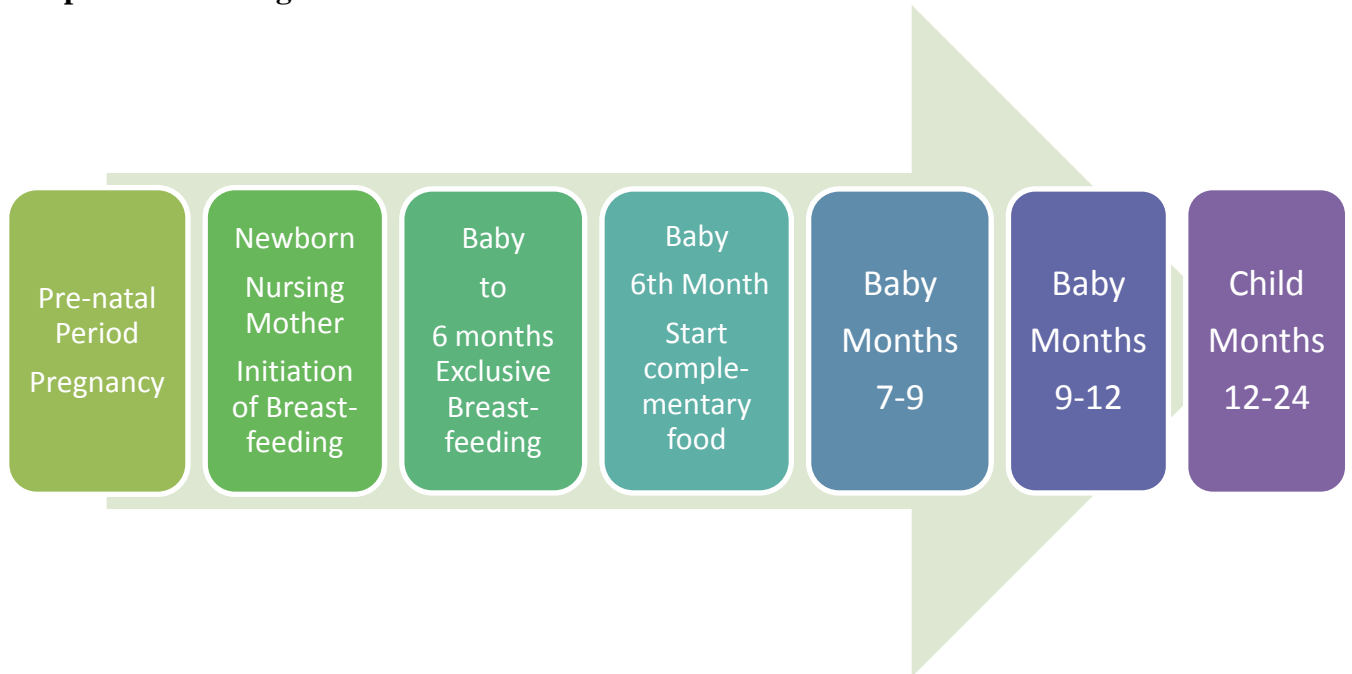 Pre-natal
Period
Pregnancy
Newborn
Nursing
Mother
Initiation
of Breast-
feeding
Baby
to
6 months
Exclusive
Breast-
feeding
Baby
6th Month
Start
comple-
mentary
food
Baby
Months
7-9
Baby
Months
9-12
Child
Months
12-24